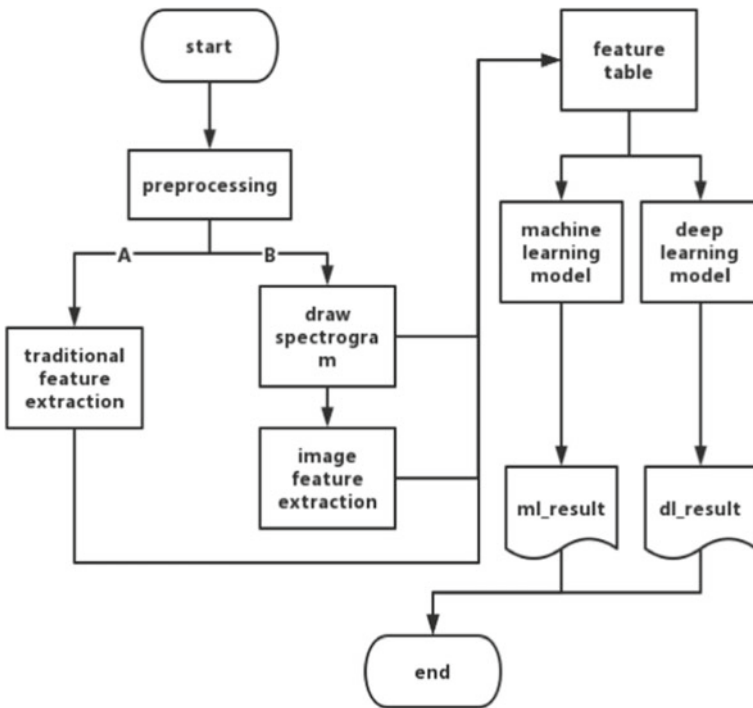 start
preprocessing
A
B
traditional
feature
extraction
draw
spectrogra
m
image
feature
extraction
feature
table
machine
learning
model
deep
learning
model
ml_result
dl_result
end